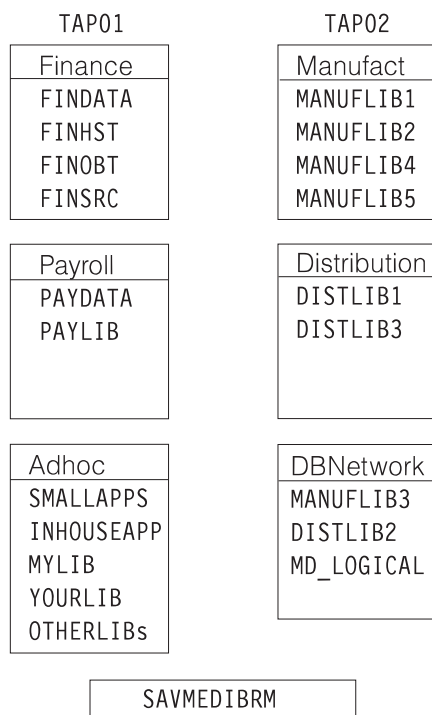 TAP01
Finance
FINDATA
FINHST
FINOBT
FINSRC
Payroll
PAYDATA
PAYLIB
Adhoc
SMALLAPPS
INHOUSEAPP
MYLIB
YOURLIB
OTHERLIBs
TAP02
Manufact
MANUFLIB1
MANUFLIB2
MANUFLIB4
MANUFLIB5
Distribution
DISTLIB1
DISTLIB3
DBNetwork
MANUFLIB3
DISTLIB2
MD_LOGICAL
SAVMEDIBRM